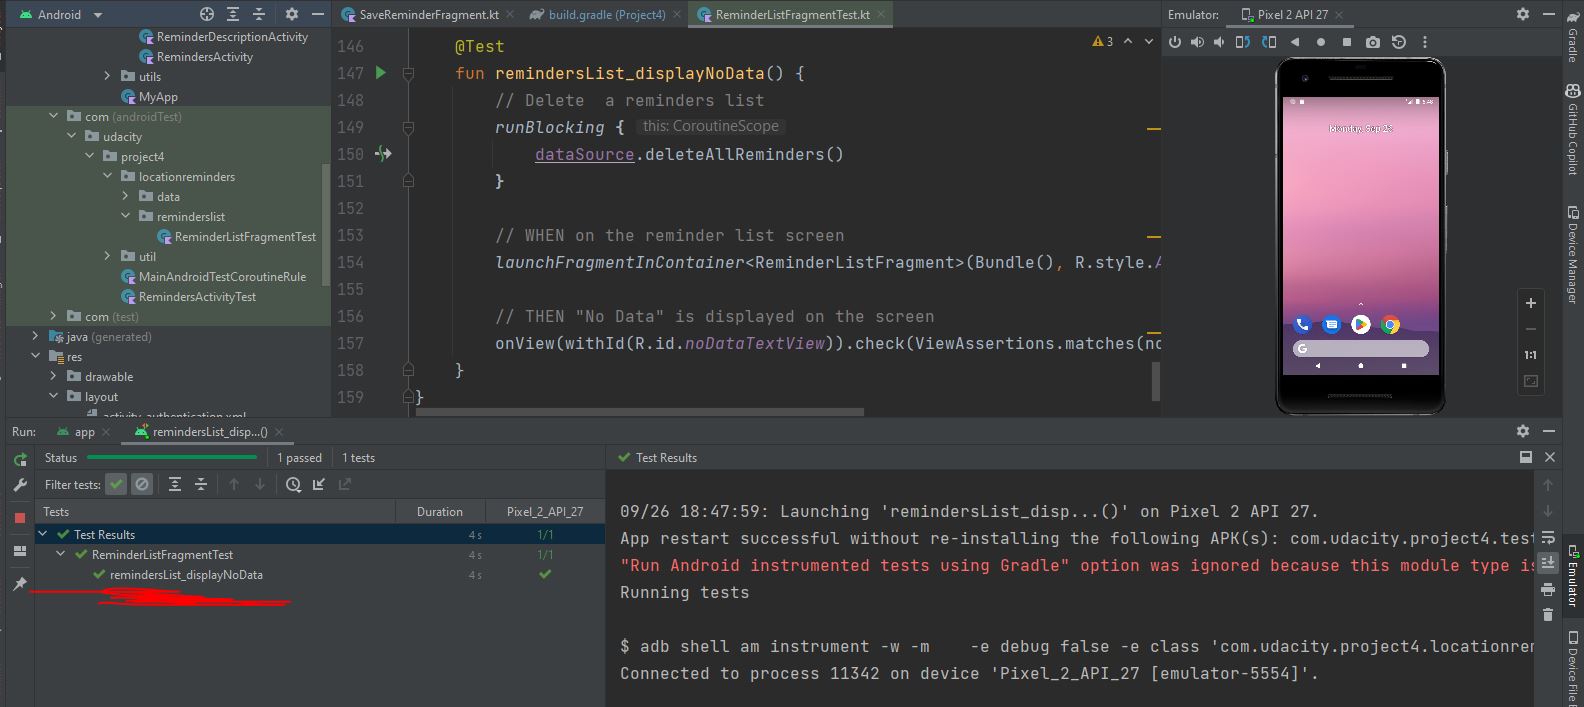 Android
SaveReminderFragment.kt
build.gradle (Project4)
ReminderListFragmentTest.kt
Emulator:
Pixel 2 API 27
ReminderDescriptionActivity
RemindersActivity
utils
MyApp
com (androidTest)
udacity
project4
locationreminders
data
reminderslist
ReminderListFragmentTest
util
MainAndroidTestCoroutineRule
RemindersActivityTest
com (test)
java (generated)
res
drawable
layout
activity_authentication.xml
146 @Test
147 fun remindersList_displayNoData() {
148 // Delete  a reminders list
149 runBlocking { this: CoroutineScope
150 dataSource.deleteAllReminders()
151 }
152
153 // WHEN on the reminder list screen
154 launchFragmentInContainer<ReminderListFragment>(Bundle(), R.style.A
155
156 // THEN "No Data" is displayed on the screen
157 onView(withId(R.id.noDataTextView)).check(ViewAssertions.matches(no
158 }
159 }
3
Monday, Sep 26
G
1:1
Gradle
GitHub Copilot
Device Manager
Emulator
Device File E
Run:
app
remindersList_disp...()
Status
1 passed
1 tests
Test Results
Filter tests:
Tests
Duration
Pixel_2_API_27
Test Results 4 s 1/1
ReminderListFragmentTest 4 s 1/1
remindersList_displayNoData 4 s
09/26 18:47:59: Launching 'remindersList_disp...()' on Pixel 2 API 27.
App restart successful without re-installing the following APK(s): com.udacity.project4.test
"Run Android instrumented tests using Gradle" option was ignored because this module type is
Running tests
$ adb shell am instrument -w -m    -e debug false -e class 'com.udacity.project4.locationrem
Connected to process 11342 on device 'Pixel_2_API_27 [emulator-5554]'.